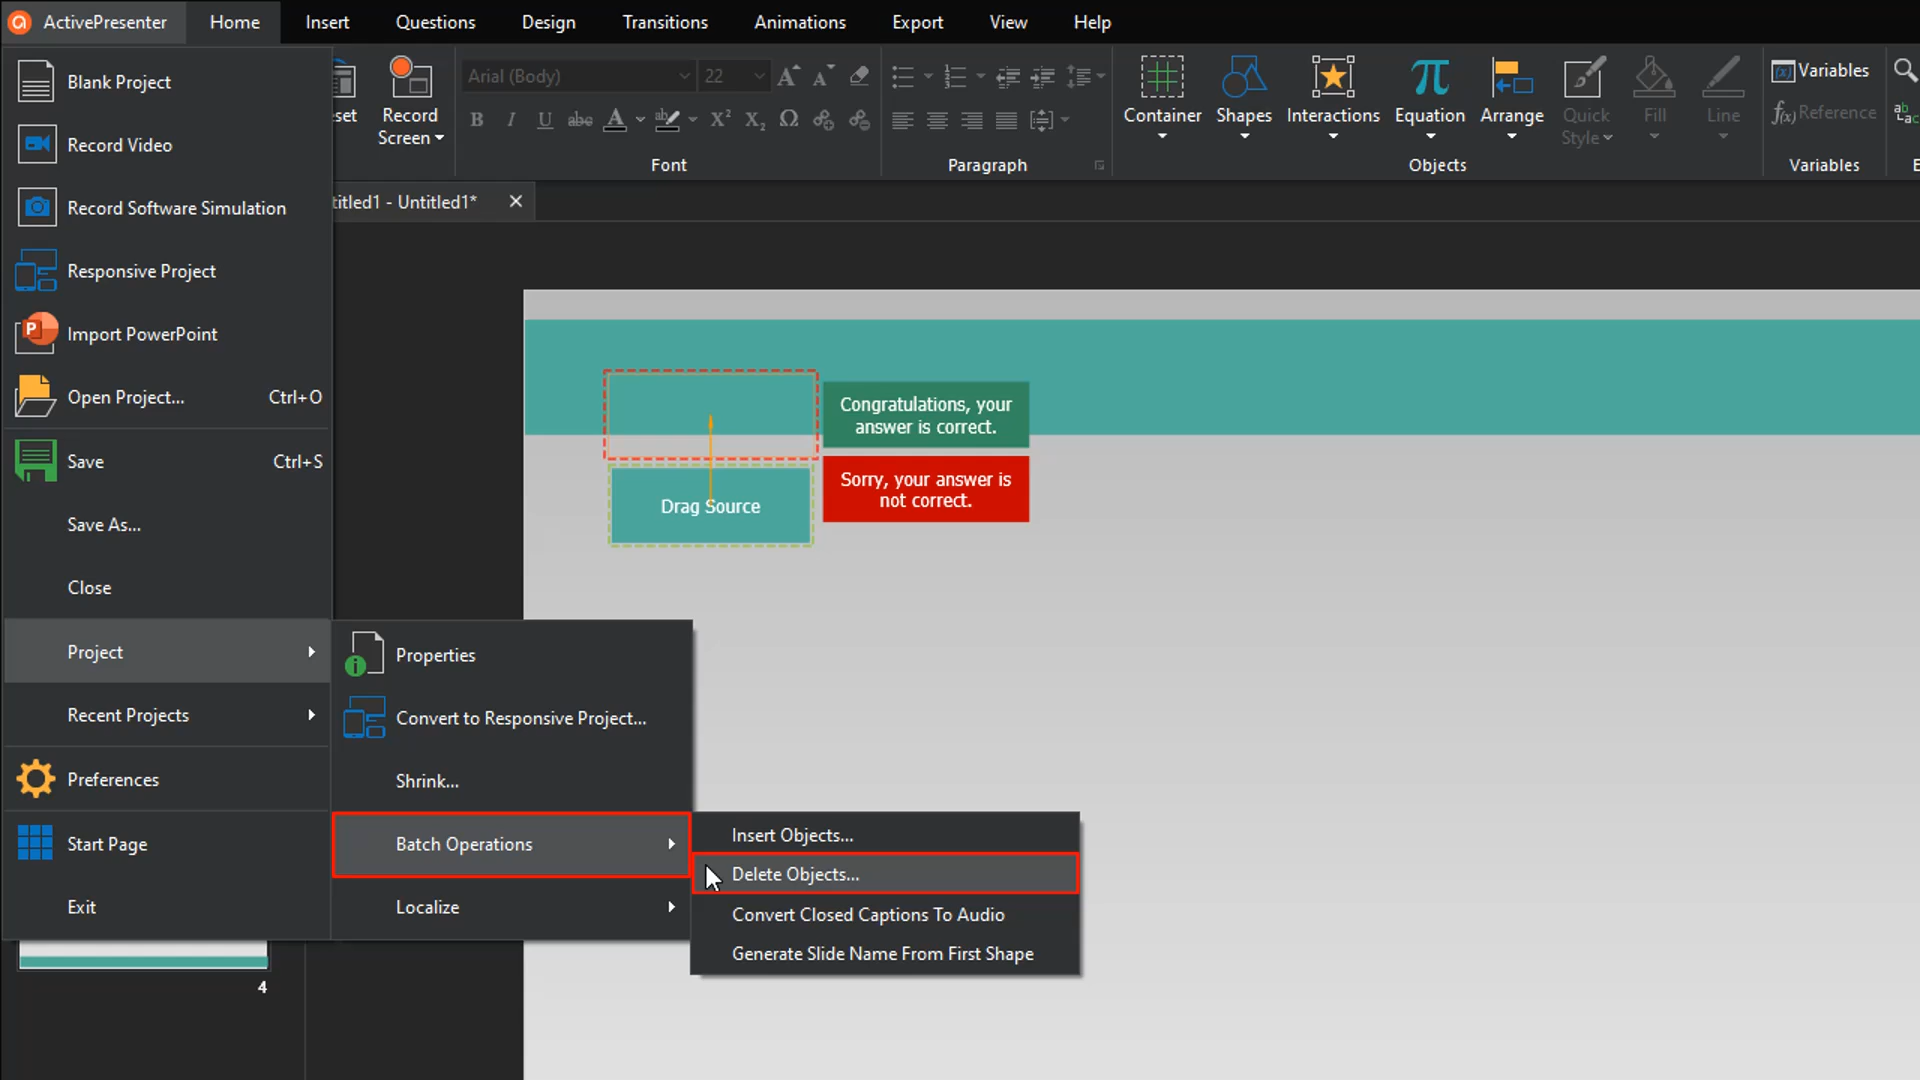 ActivePresenter
Home
Insert
Questions
Design
Transitions
Animations
Export
View
Help
Blank Project
Record Video
Record Software Simulation
Responsive Project
Import PowerPoint
Open Project... Ctrl+O
Save Ctrl+S
Save As...
Close
Project
Recent Projects
Preferences
Start Page
Exit
set
Record
Screen
Arial (Body)
22
Font
Paragraph
Container
Shapes
Interactions
Equation
Arrange
Quick
Style
Fill
Line
Objects
Variables
Reference
Variables
E
titled1 - Untitled1*
Congratulations, your
answer is correct.
Sorry, your answer is
not correct.
Drag Source
Properties
Convert to Responsive Project...
Shrink...
Batch Operations
Localize
Insert Objects...
Delete Objects...
Convert Closed Captions To Audio
Generate Slide Name From First Shape
4